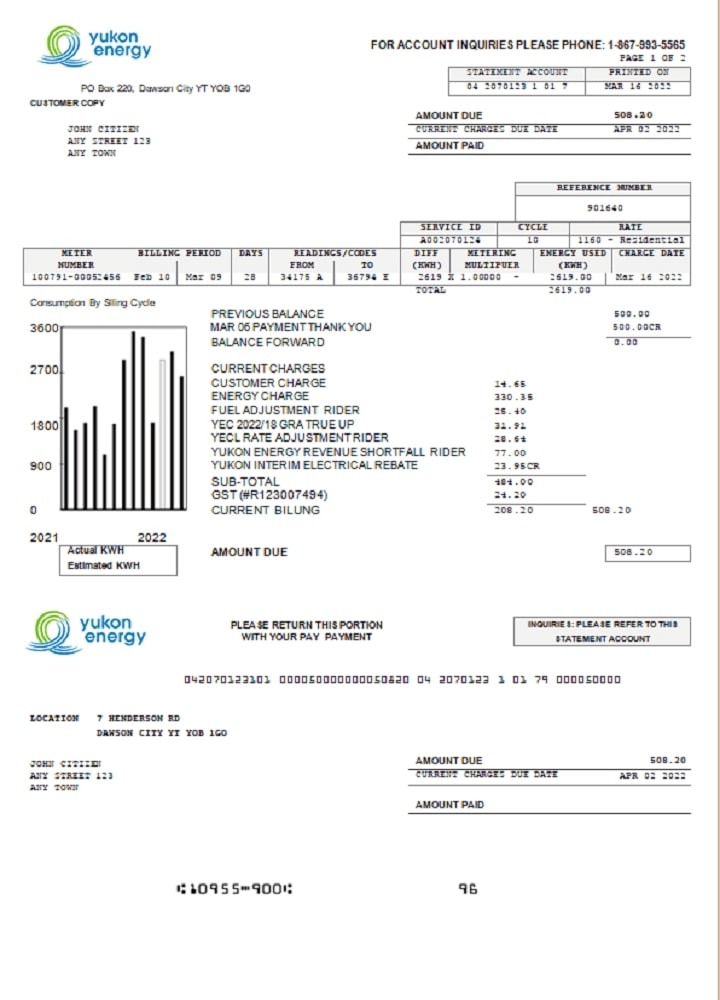 yukon
energy
FOR ACCOUNT INQUIRIES PLEASE PHONE: 1-867-993-5565
PAGE 1 OF 2
STATEMENT ACCOUNT PRINTED ON
04 2070123 1 01 7 MAR 16 2022
PO Box 220, Dawson City YT YOB 1G0
CUSTOMER COPY
AMOUNT DUE 508.20
CURRENT CHARGES DUE DATE APR 02 2022
AMOUNT PAID
JOHN CITIZEN
ANY STREET 123
ANY TOWN
REFERENCE NUMBER
901640
SERVICE ID CYCLE RATE
A002070124 10 1160 - Residential
METER BILLING PERIOD DAYS READINGS/CODES DIFF METERING ENERGY USED CHARGE DATE
NUMBER FROM TO (KWH) MULTIPUER (KWH)
100791-00052456 Feb 10 Mar 09 28 34175 A 36794 E 2619 X 1.00000 - 2619.00 Mar 16 2022
TOTAL 2619.00
Consumption By Siling Cycle
3600
2700
1800
900
0
2021 2022
Actual KWH
Estimated KWH
PREVIOUS BALANCE 500.00
MAR 06 PAYMENT THANK YOU 500.00CR
BALANCE FORWARD 0.00
CURRENT CHARGES
CUSTOMER CHARGE 14.65
ENERGY CHARGE 330.35
FUEL ADJUSTMENT RIDER 25.40
YEC 2022/18 GRA TRUE UP 31.91
YECL RATE ADJUSTMENT RIDER 28.64
YUKON ENERGY REVENUE SHORTFALL RIDER 77.00
YUKON INTERIM ELECTRICAL REBATE 23.95CR
SUB-TOTAL 484.00
GST (#R123007494) 24.20
CURRENT BILUNG 208.20 508.20
AMOUNT DUE 508.20
yukon
energy
PLEASE RETURN THIS PORTION
WITH YOUR PAY PAYMENT
INQUIRIES: PLEASE REFER TO THIS
STATEMENT ACCOUNT
042070123101 000050000000050820 04 2070123 1 01 79 000050000
LOCATION 7 HENDERSON RD
DAWSON CITY YT YOB 1GO
JOHN CITIZEN
ANY STREET 123
ANY TOWN
AMOUNT DUE 508.20
CURRENT CHARGES DUE DATE APR 02 2022
AMOUNT PAID
⑆10955⑉900⑆ 96